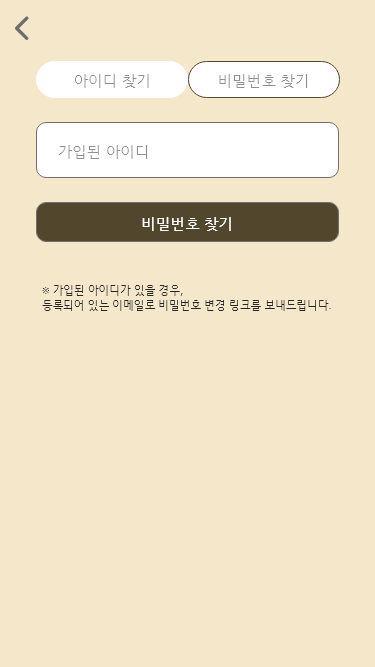 아이디 찾기 비밀번호 찾기
가입된 아이디
비밀번호 찾기
※ 가입된 아이디가 있을 경우,
등록되어 있는 이메일로 비밀번호 변경 링크를 보내드립니다.